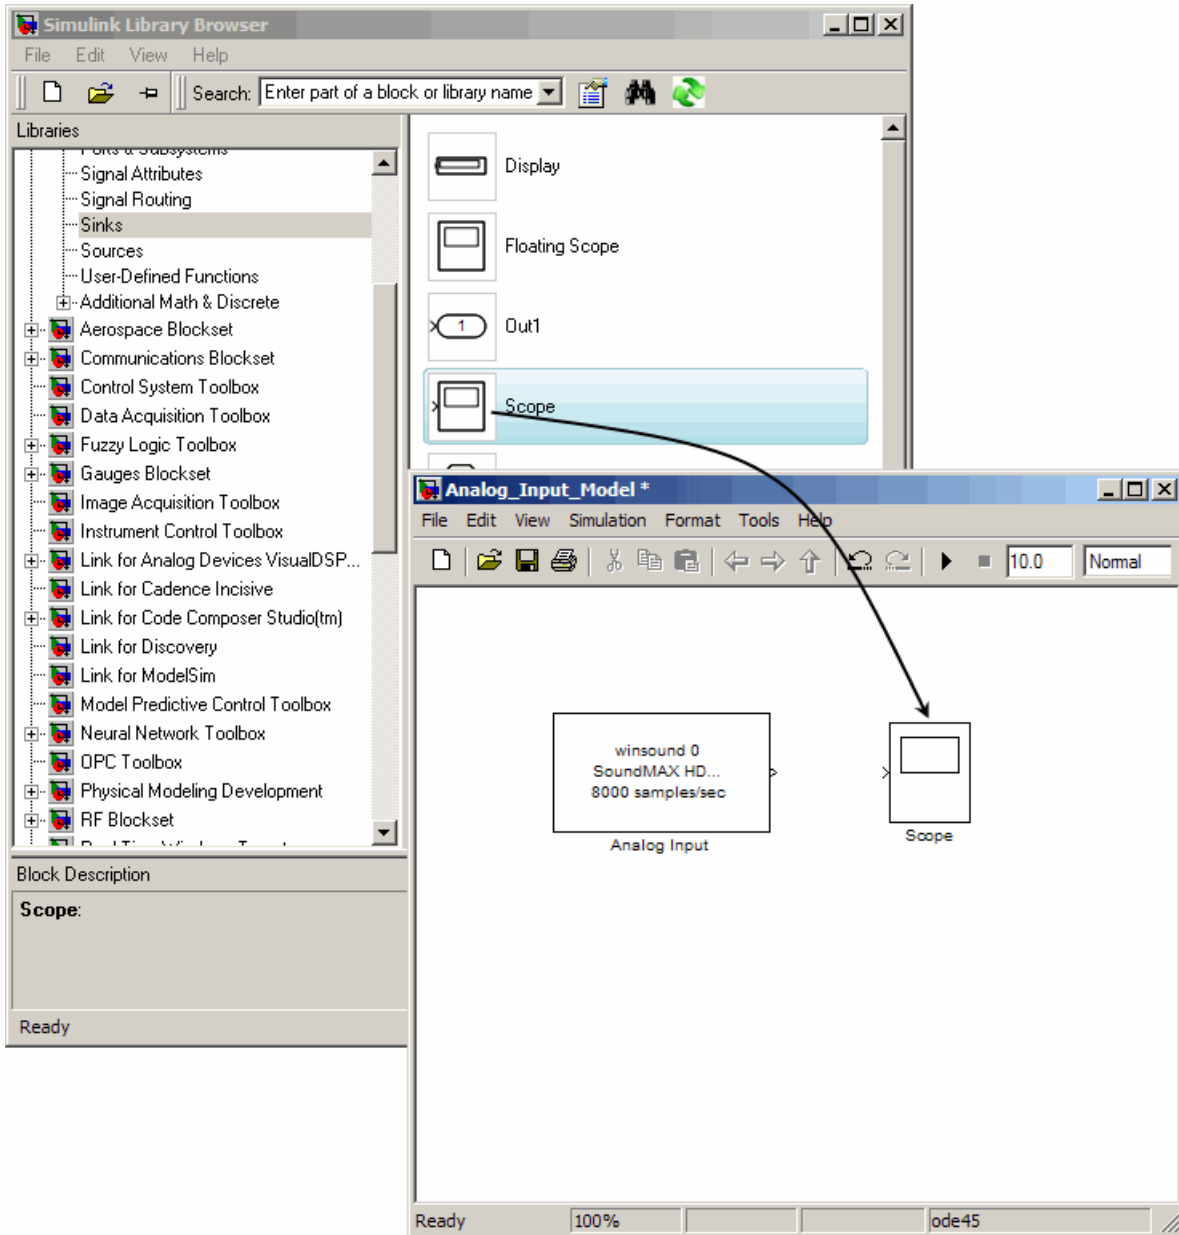 Simulink Library Browser
File Edit View Help
Search: Enter part of a block or library name
Libraries
Ports & Subsystems
Signal Attributes
Signal Routing
Sinks
Sources
User-Defined Functions
Additional Math & Discrete
Aerospace Blockset
Communications Blockset
Control System Toolbox
Data Acquisition Toolbox
Fuzzy Logic Toolbox
Gauges Blockset
Image Acquisition Toolbox
Instrument Control Toolbox
Link for Analog Devices VisualDSP...
Link for Cadence Incisive
Link for Code Composer Studio(tm)
Link for Discovery
Link for ModelSim
Model Predictive Control Toolbox
Neural Network Toolbox
OPC Toolbox
Physical Modeling Development
RF Blockset
Display
Floating Scope
1 Out1
Scope
Block Description
Scope:
Ready
Analog_Input_Model *
File Edit View Simulation Format Tools Help
10.0 Normal
winsound 0
SoundMAX HD...
8000 samples/sec
Analog Input
Scope
Ready 100% ode45